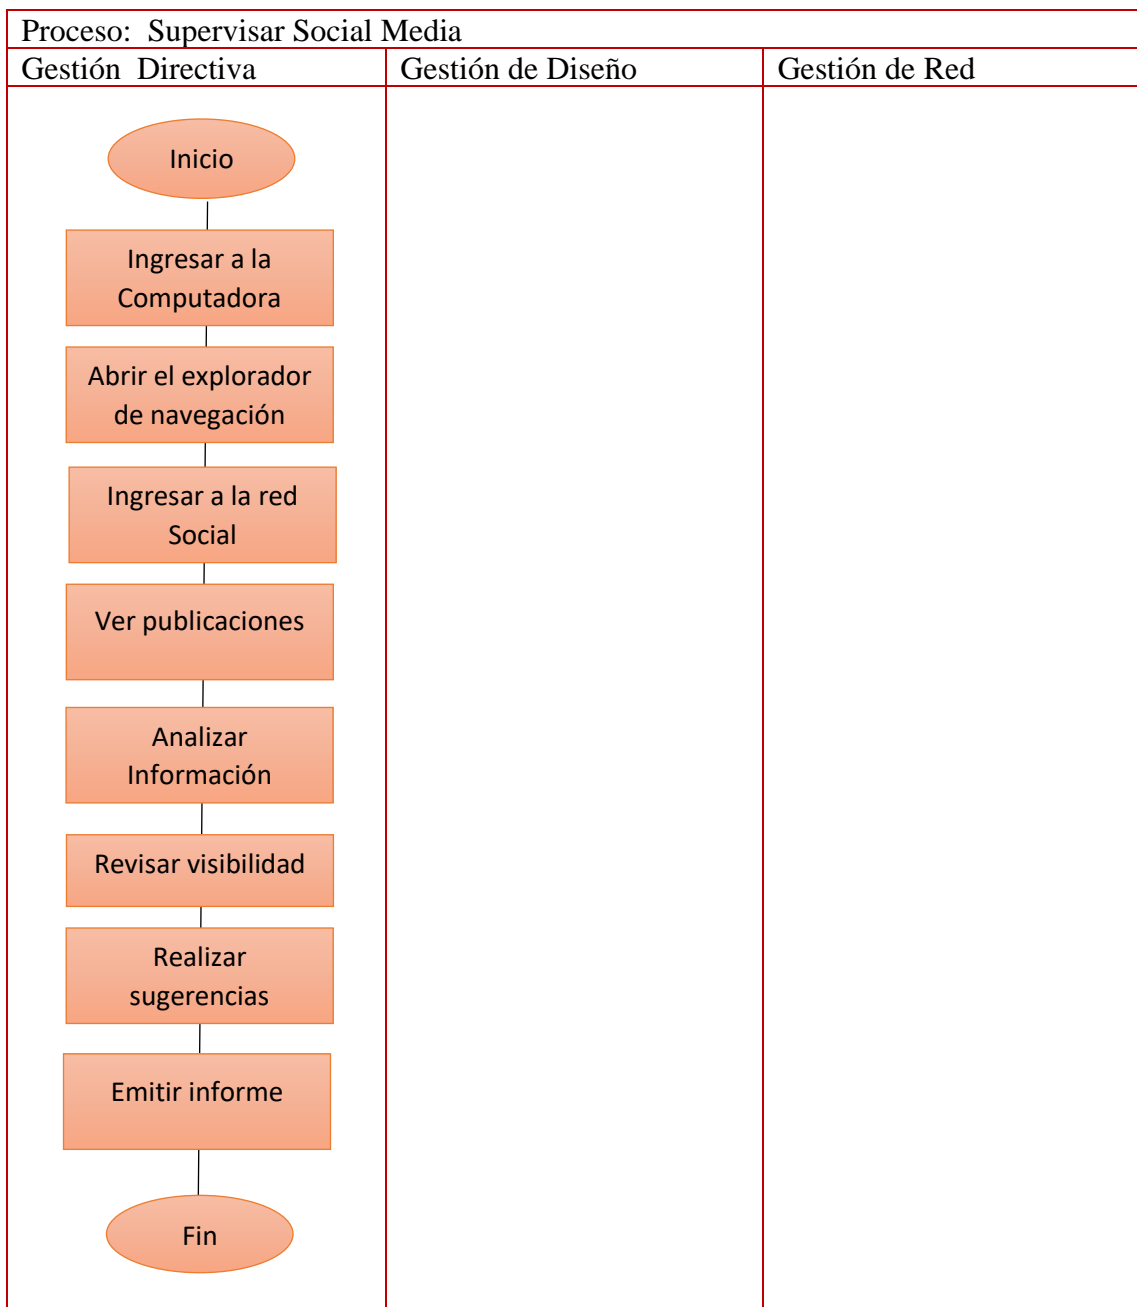 Proceso:  Supervisar Social Media
Gestión  Directiva
Gestión de Diseño
Gestión de Red
Inicio
Ingresar a la
Computadora
Abrir el explorador
de navegación
Ingresar a la red
Social
Ver publicaciones
Analizar
Información
Revisar visibilidad
Realizar
sugerencias
Emitir informe
Fin